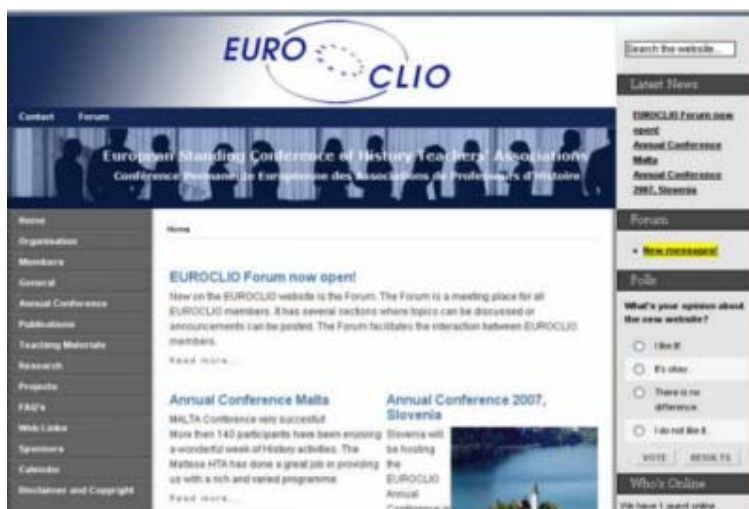 EURO
CLIO
Contact Forum
European Standing Conference of History Teachers' Associations
Conférence Permanente Européenne des Associations de Professeurs d'Histoire
Home
Organisation
Members
General
Annual Conference
Publications
Teaching Materials
Research
Projects
FAQ's
Web Links
Sponsors
Calender
Disclaimer and Copyright
Home
EUROCLIO Forum now open!
New on the EUROCLIO website is the Forum. The Forum is a meeting place for all
EUROCLIO members. It has several sections where topics can be discussed or
announcements can be posted. The Forum facilitates the interaction between EUROCLIO
members.
Read more...
Annual Conference Malta
MALTA Conference very succesful!
More then 140 participants have been enjoying
a wonderful week of History activities. The
Maltese HTA has done a great job in providing
us with a rich and varied programme.
Read more...
Annual Conference 2007,
Slovenia
Slovenia will
be hosting
the
EUROCLIO
Annual
Conference in
Search the website...
Latest News
EUROCLIO Forum now
open!
Annual Conference
Malta
Annual Conference
2007, Slovenia
Forum
New messages!
Polls
What's your opinion about
the new website?
I like it!
It's okay.
There is no
difference.
I do not like it.
VOTE RESULTS
Who's Online
We have 1 guest online